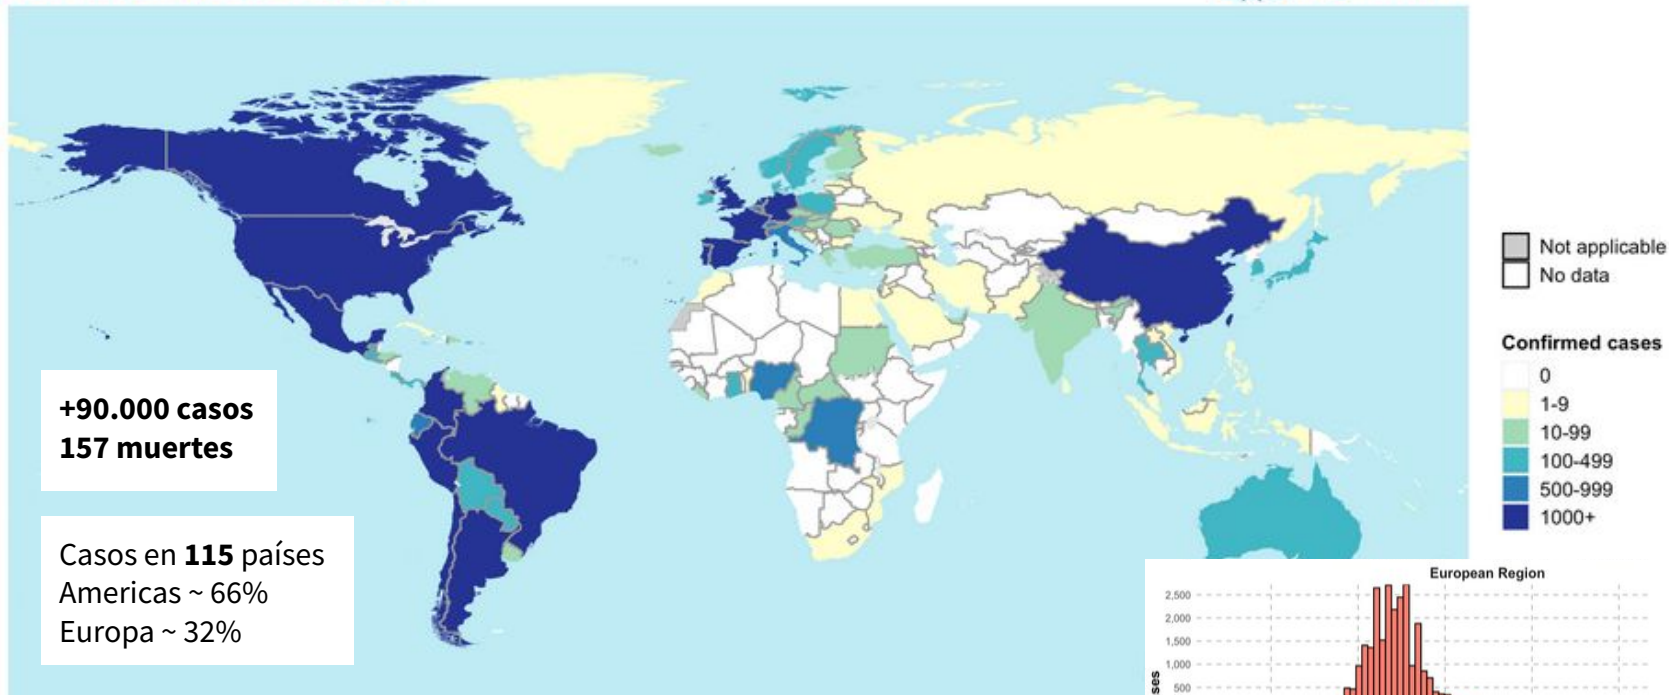 +90.000 casos
157 muertes
Casos en 115 países
Americas ~ 66%
Europa ~ 32%
Not applicable
No data
Confirmed cases
0
1-9
10-99
100-499
500-999
1000+
European Region
2,500
2,000
1,500
1,000
500